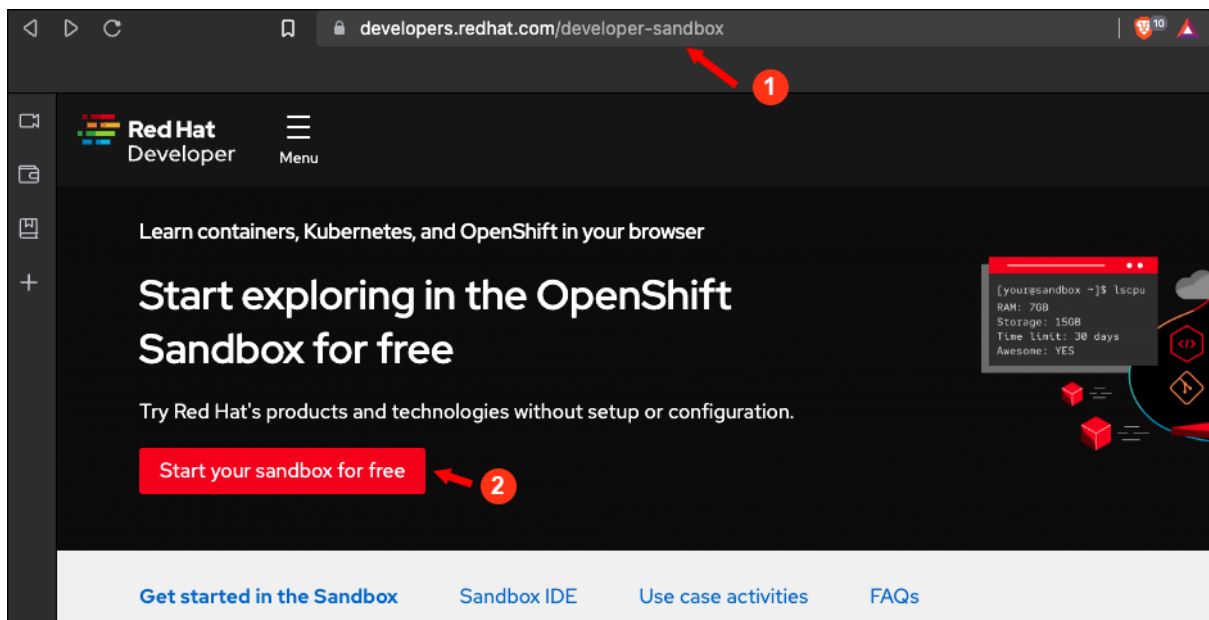 developers.redhat.com/developer-sandbox
10
1
Red Hat
Developer
Menu
Learn containers, Kubernetes, and OpenShift in your browser
Start exploring in the OpenShift
Sandbox for free
[your@sandbox ~]$ lscpu
RAM: 7GB
Storage: 15GB
Time limit: 30 days
Awesome: YES
</>
Try Red Hat's products and technologies without setup or configuration.
Start your sandbox for free
2
Get started in the Sandbox
Sandbox IDE
Use case activities
FAQs